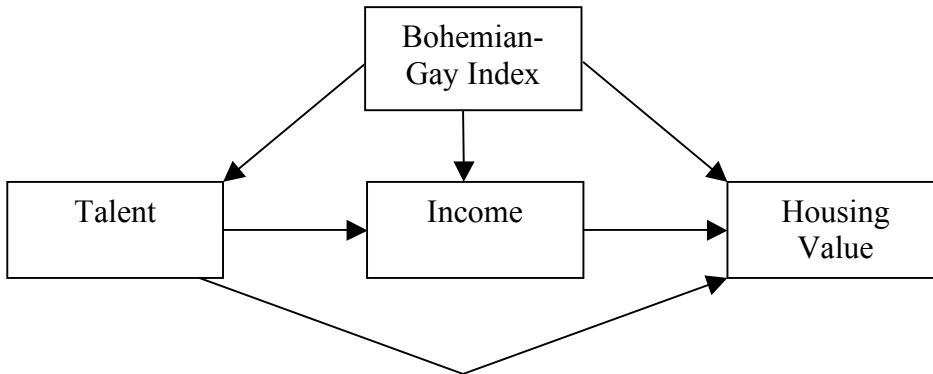 Bohemian-
Gay Index
Talent
Income
Housing
Value